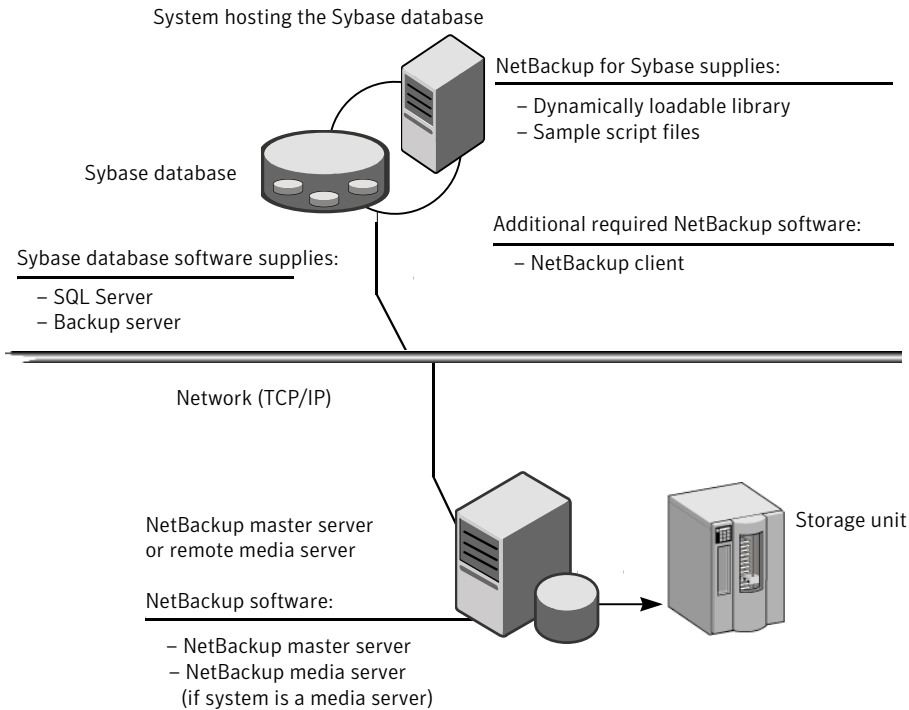 System hosting the Sybase database
NetBackup for Sybase supplies:
– Dynamically loadable library
– Sample script files
Sybase database
Additional required NetBackup software:
– NetBackup client
Sybase database software supplies:
– SQL Server
– Backup server
Network (TCP/IP)
NetBackup master server
or remote media server
Storage unit
NetBackup software:
– NetBackup master server
– NetBackup media server
(if system is a media server)